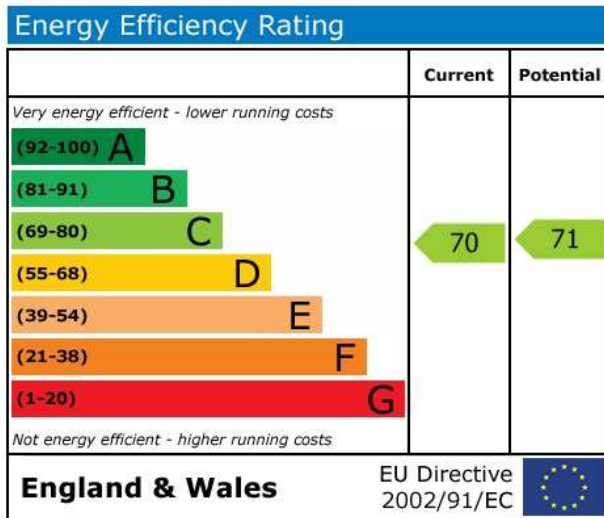 Energy Efficiency Rating
Current Potential
Very energy efficient - lower running costs
(92-100) A
(81-91) B
(69-80) C
70 71
(55-68) D
(39-54) E
(21-38) F
(1-20) G
Not energy efficient - higher running costs
England & Wales
EU Directive
2002/91/EC